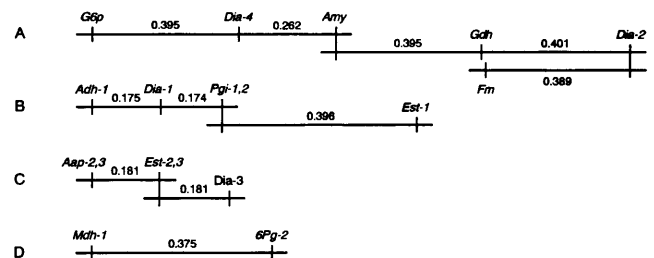 G6p Dia-4 Amy
A 0.395 0.262
Gdh Dia-2
0.395 0.401
Fm 0.389
Adh-1 Dia-1 Pgi-1,2
B 0.175 0.174
Est-1
0.396
Aap-2,3 Est-2,3
C 0.181
Dia-3
0.181
Mdh-1 6Pg-2
D 0.375